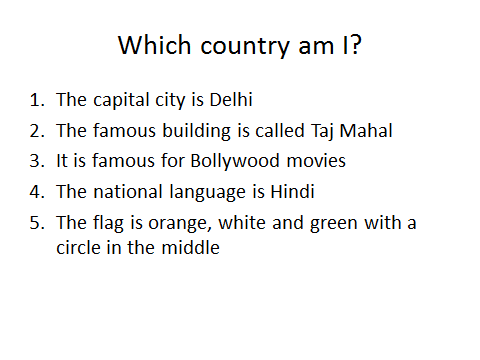 Which country am I?
1. The capital city is Delhi
2. The famous building is called Taj Mahal
3. It is famous for Bollywood movies
4. The national language is Hindi
5. The flag is orange, white and green with a
circle in the middle